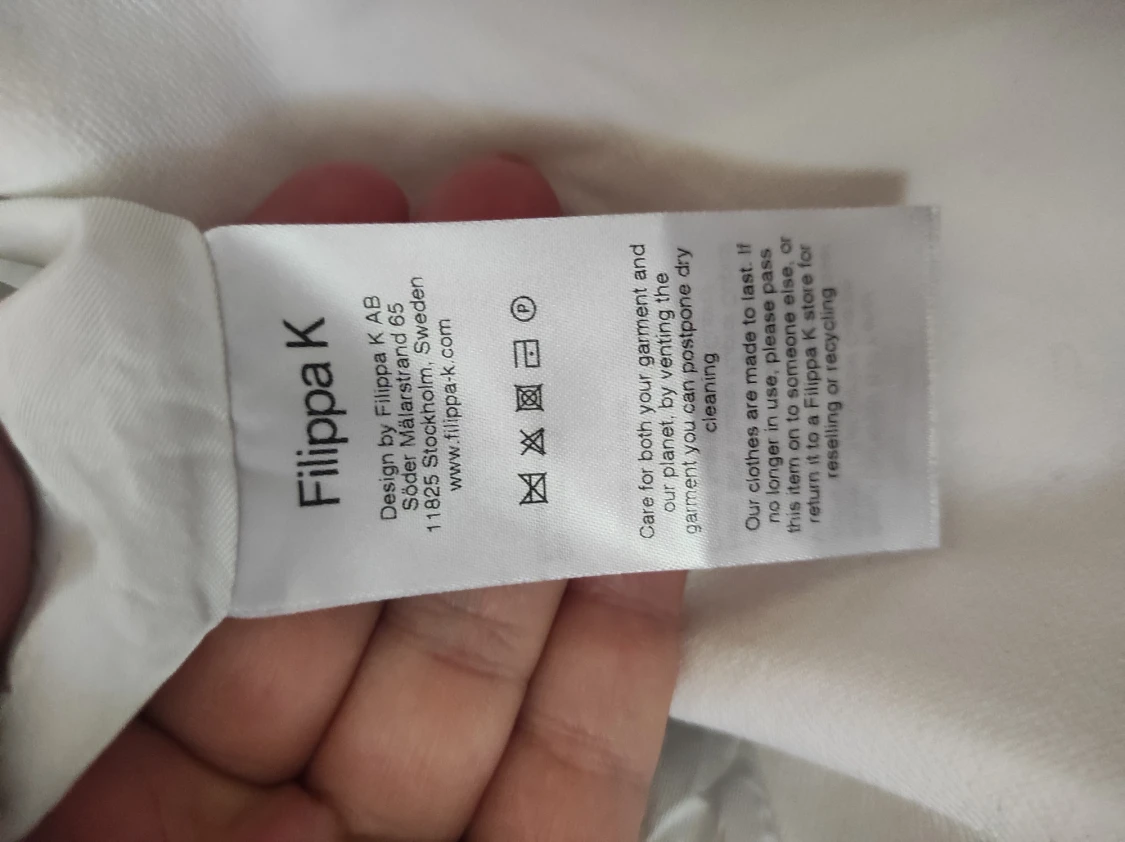 Filippa K
Design by Filippa K AB
Söder Mälarstrand 65
11825 Stockholm, Sweden
www.filippa-k.com
P
Care for both your garment and
our planet, by venting the
garment you can postpone dry
cleaning
Our clothes are made to last. If
no longer in use, please pass
this item on to someone else, or
return it to a Filippa K store for
reselling or recycling